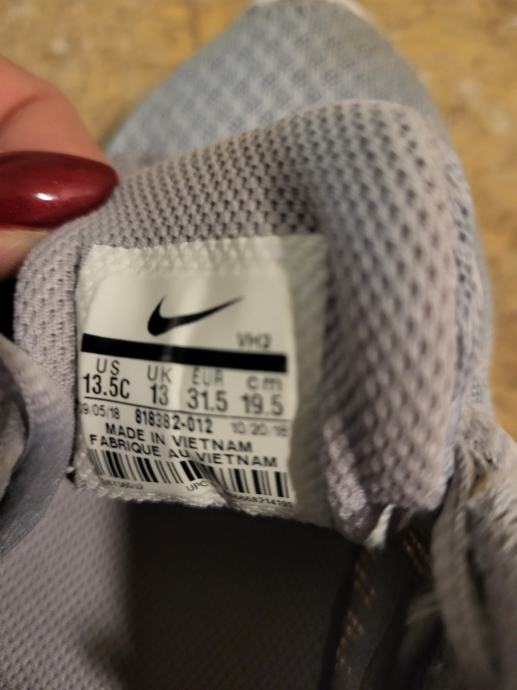 VH2
US UK EUR cm
13.5C 13 31.5 19.5
09/05/18 818382-012 10/20/18
MADE IN VIETNAM
FABRIQUE AU VIETNAM
UPC